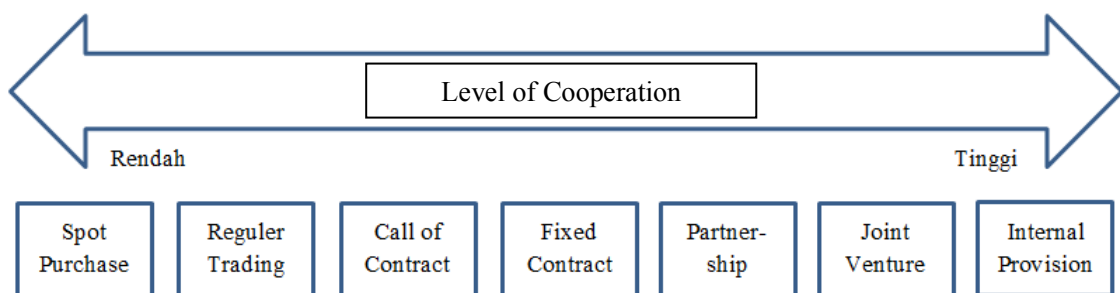 Level of Cooperation
Rendah
Tinggi
Spot
Purchase
Reguler
Trading
Call of
Contract
Fixed
Contract
Partner-
ship
Joint
Venture
Internal
Provision